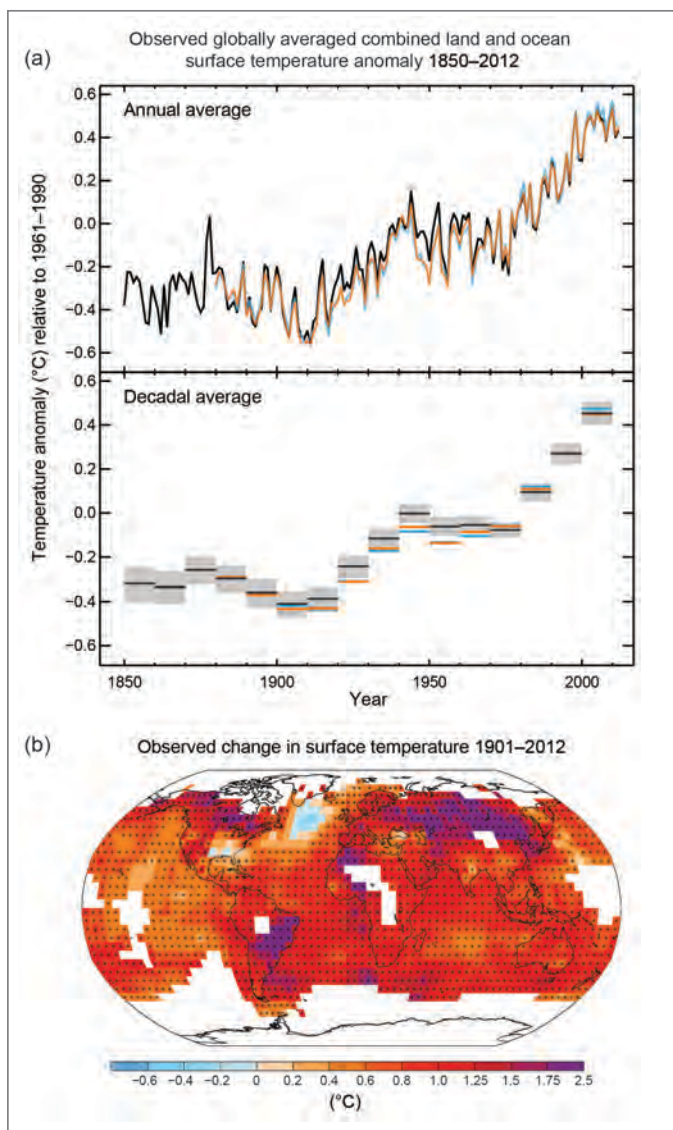 Observed globally averaged combined land and ocean
(a)
surface temperature anomaly 1850–2012
0.6
Annual average
0.4
0.2
0.0
−0.2
−0.4
−0.6
Temperature anomaly (°C) relative to 1961–1990
0.6
Decadal average
0.4
0.2
0.0
−0.2
−0.4
−0.6
1850
1900
1950
2000
Year
(b)
Observed change in surface temperature 1901–2012
−0.6 −0.4 −0.2 0 0.2 0.4 0.6 0.8 1.0 1.25 1.5 1.75 2.5
(°C)